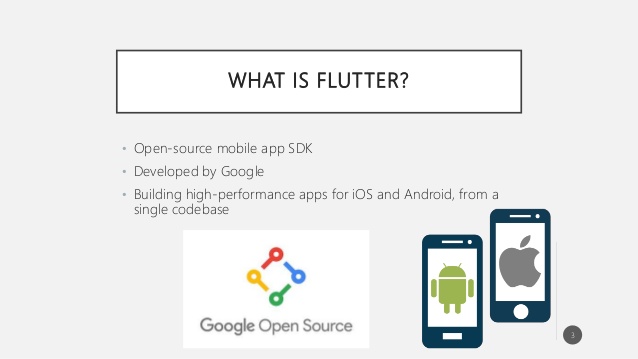 WHAT IS FLUTTER?
• Open-source mobile app SDK
• Developed by Google
• Building high-performance apps for iOS and Android, from a
single codebase
Google Open Source
3